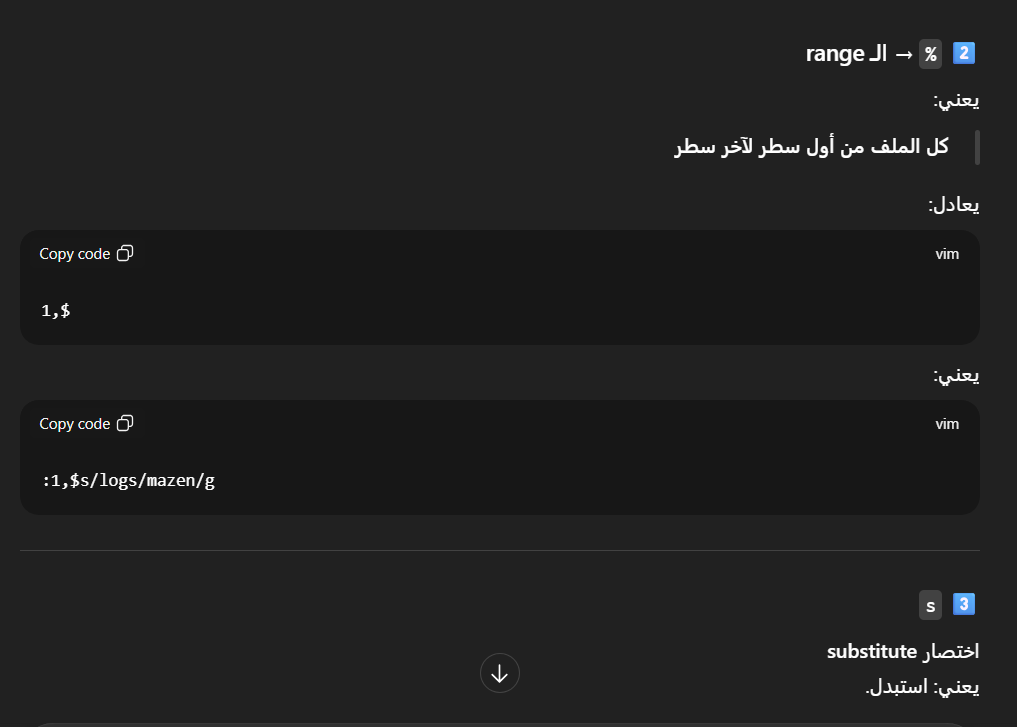 2️⃣ % → الـ range
يعني:
كل الملف من أول سطر لآخر سطر
يعادل:
Copy code vim
1,$
يعني:
Copy code vim
:1,$s/logs/mazen/g
3️⃣ s
اختصار substitute
يعني: استبدل.